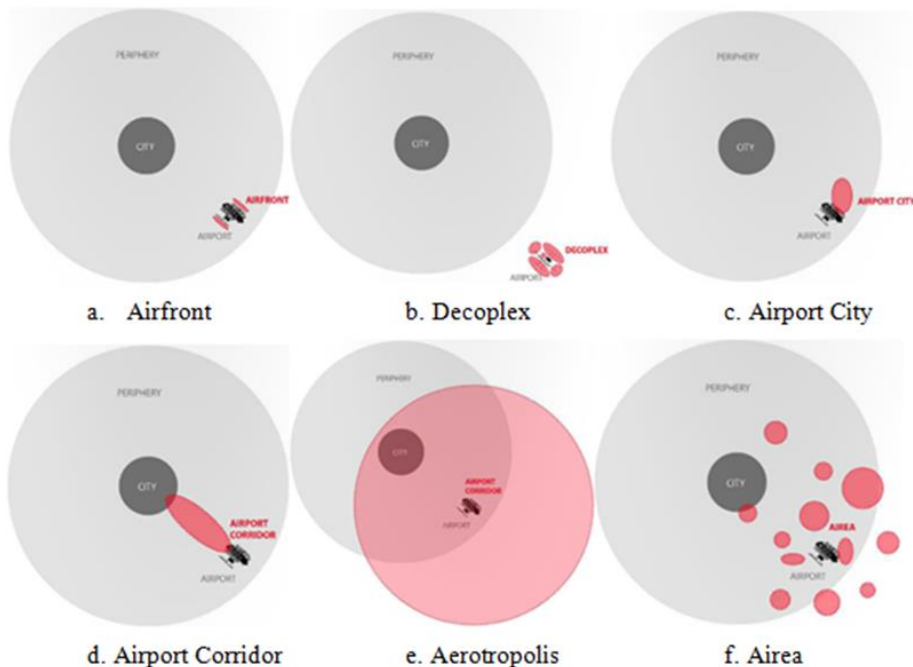 PERIPHERY
CITY
AIRFRONT
AIRPORT
a. Airfront
PERIPHERY
CITY
DECOPLEX
AIRPORT
b. Decoplex
PERIPHERY
CITY
AIRPORT CITY
AIRPORT
c. Airport City
PERIPHERY
CITY
AIRPORT
CORRIDOR
AIRPORT
d. Airport Corridor
PERIPHERY
CITY
AIRPORT
CORRIDOR
AIRPORT
e. Aerotropolis
PERIPHERY
CITY
AIREA
AIRPORT
f. Airea